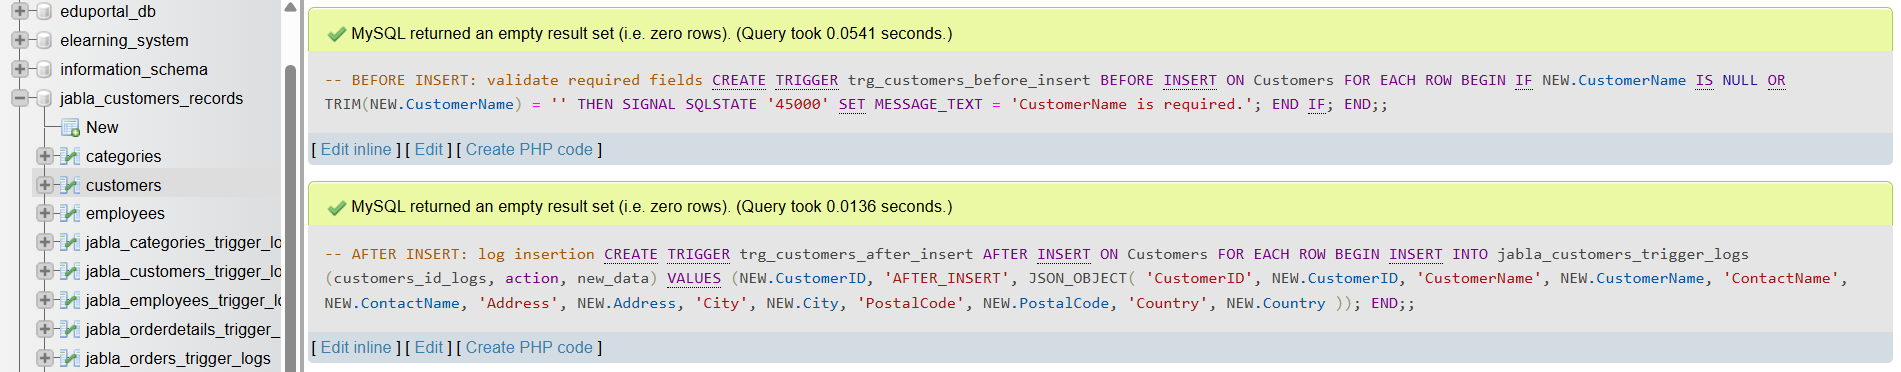 eduportal_db
elearning_system
information_schema
jabla_customers_records
New
categories
customers
employees
jabla_categories_trigger_lo
jabla_customers_trigger_lo
jabla_employees_trigger_lo
jabla_orderdetails_trigger_
jabla_orders_trigger_logs
MySQL returned an empty result set (i.e. zero rows). (Query took 0.0541 seconds.)
-- BEFORE INSERT: validate required fields CREATE TRIGGER trg_customers_before_insert BEFORE INSERT ON Customers FOR EACH ROW BEGIN IF NEW.CustomerName IS NULL OR
TRIM(NEW.CustomerName) = '' THEN SIGNAL SQLSTATE '45000' SET MESSAGE_TEXT = 'CustomerName is required.'; END IF; END;;
[ Edit inline ] [ Edit ] [ Create PHP code ]
MySQL returned an empty result set (i.e. zero rows). (Query took 0.0136 seconds.)
-- AFTER INSERT: log insertion CREATE TRIGGER trg_customers_after_insert AFTER INSERT ON Customers FOR EACH ROW BEGIN INSERT INTO jabla_customers_trigger_logs
(customers_id_logs, action, new_data) VALUES (NEW.CustomerID, 'AFTER_INSERT', JSON_OBJECT( 'CustomerID', NEW.CustomerID, 'CustomerName', NEW.CustomerName, 'ContactName',
NEW.ContactName, 'Address', NEW.Address, 'City', NEW.City, 'PostalCode', NEW.PostalCode, 'Country', NEW.Country )); END;;
[ Edit inline ] [ Edit ] [ Create PHP code ]